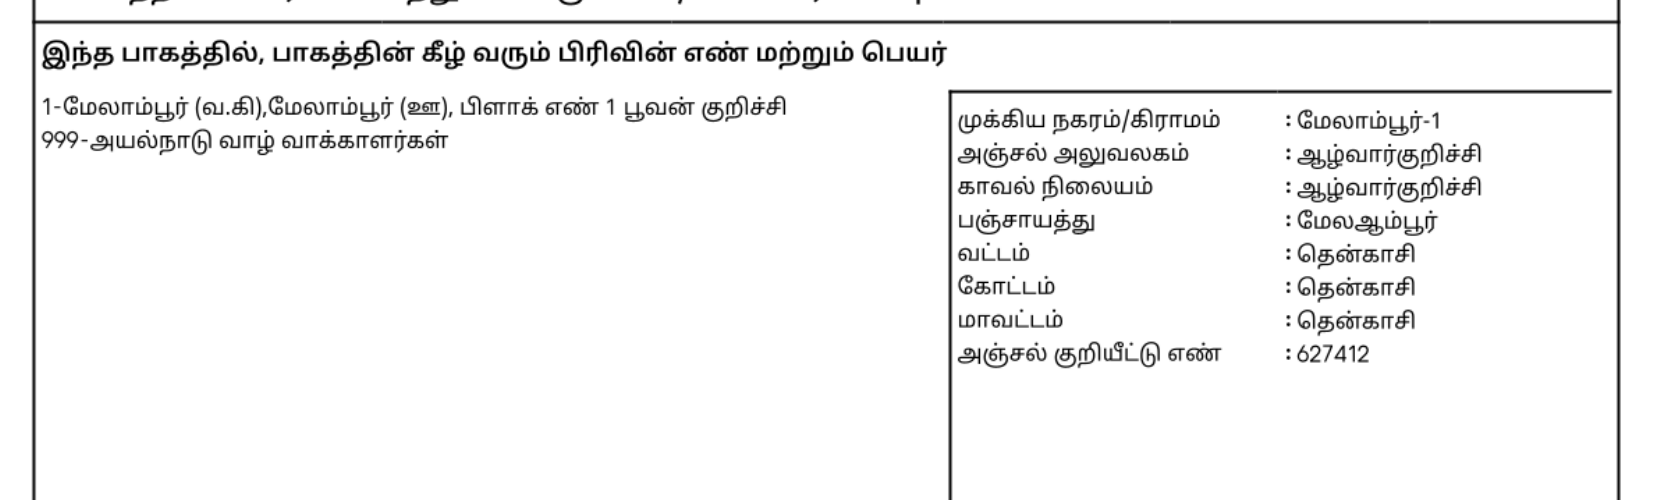 இந்த பாகத்தில், பாகத்தின் கீழ் வரும் பிரிவின் எண் மற்றும் பெயர்
1-மேலாம்பூர் (வ.கி),மேலாம்பூர் (ஊ), பிளாக் எண் 1 பூவன் குறிச்சி
999-அயல்நாடு வாழ் வாக்காளர்கள்
முக்கிய நகரம்/கிராமம் : மேலாம்பூர்-1
அஞ்சல் அலுவலகம் : ஆழ்வார்குறிச்சி
காவல் நிலையம் : ஆழ்வார்குறிச்சி
பஞ்சாயத்து : மேலஆம்பூர்
வட்டம் : தென்காசி
கோட்டம் : தென்காசி
மாவட்டம் : தென்காசி
அஞ்சல் குறியீட்டு எண் : 627412